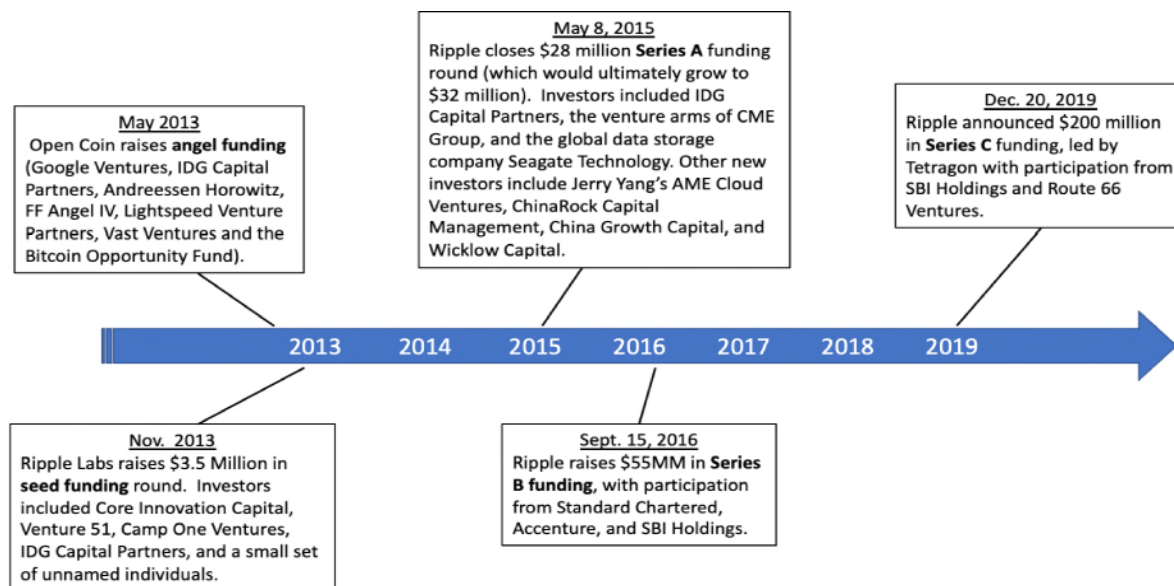 May 2013
Open Coin raises angel funding
(Google Ventures, IDG Capital
Partners, Andreessen Horowitz,
FF Angel IV, Lightspeed Venture
Partners, Vast Ventures and the
Bitcoin Opportunity Fund).
May 8, 2015
Ripple closes $28 million Series A funding
round (which would ultimately grow to
$32 million).  Investors included IDG
Capital Partners, the venture arms of CME
Group, and the global data storage
company Seagate Technology. Other new
investors include Jerry Yang’s AME Cloud
Ventures, ChinaRock Capital
Management, China Growth Capital, and
Wicklow Capital.
Dec. 20, 2019
Ripple announced $200 million
in Series C funding, led by
Tetragon with participation from
SBI Holdings and Route 66
Ventures.
2013 2014 2015 2016 2017 2018 2019
Nov.  2013
Ripple Labs raises $3.5 Million in
seed funding round.  Investors
included Core Innovation Capital,
Venture 51, Camp One Ventures,
IDG Capital Partners, and a small set
of unnamed individuals.
Sept. 15, 2016
Ripple raises $55MM in Series
B funding, with participation
from Standard Chartered,
Accenture, and SBI Holdings.